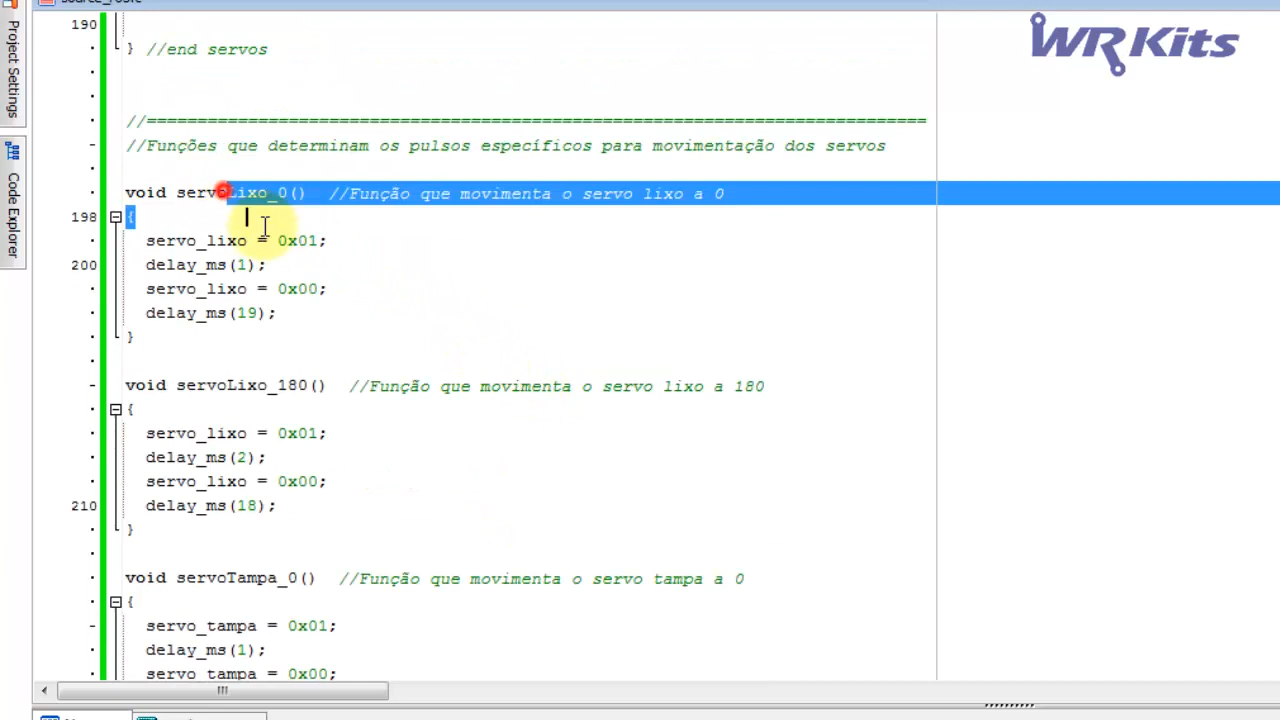 WR Kits
Project Settings
Code Explorer
190
} //end servos
//=============================================================================
//Funções que determinam os pulsos específicos para movimentação dos servos
void servoLixo_0() //Função que movimenta o servo lixo a 0
198 {
servo_lixo = 0x01;
200 delay_ms(1);
servo_lixo = 0x00;
delay_ms(19);
}
void servoLixo_180() //Função que movimenta o servo lixo a 180
{
servo_lixo = 0x01;
delay_ms(2);
servo_lixo = 0x00;
210 delay_ms(18);
}
void servoTampa_0() //Função que movimenta o servo tampa a 0
{
servo_tampa = 0x01;
delay_ms(1);
servo_tampa = 0x00;